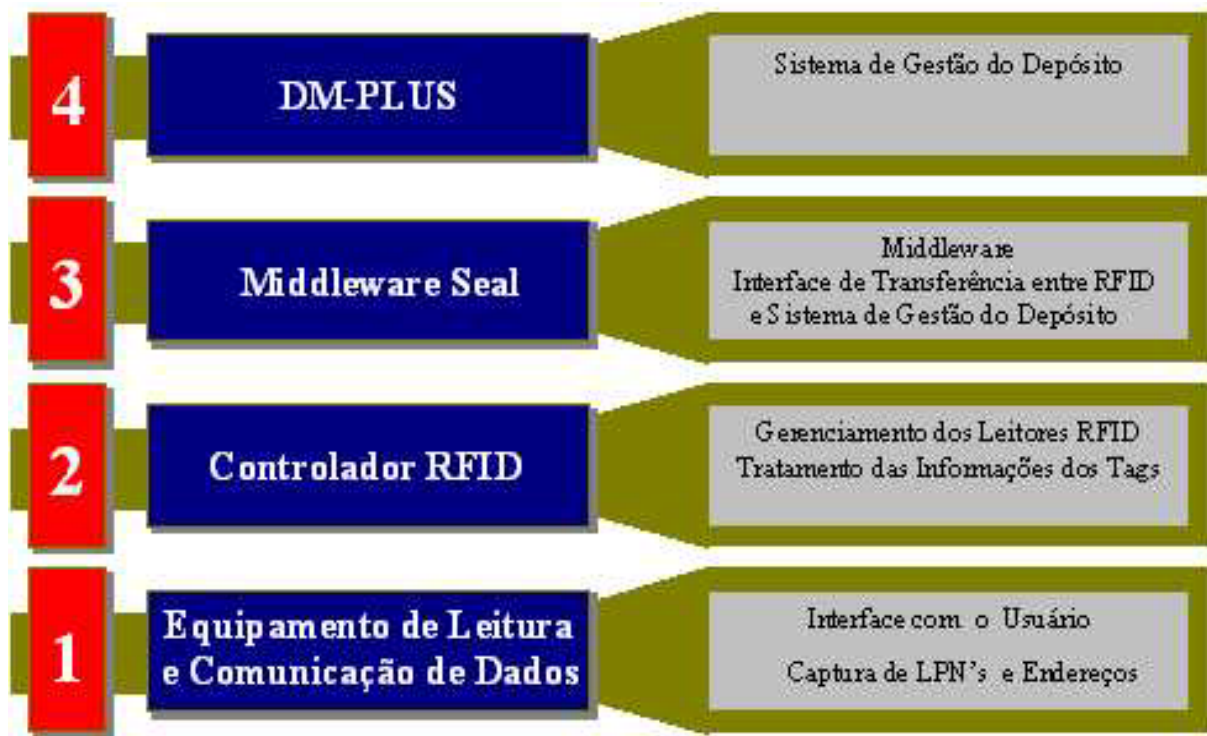 4
DM-PLUS
Sistema de Gestão do Depósito
3
Middleware Seal
Middleware
Interface de Transferência entre RFID
e Sistema de Gestão do Depósito
2
Controlador RFID
Gerenciamento dos Leitores RFID
Tratamento das Informações dos Tags
1
Equipamento de Leitura
e Comunicação de Dados
Interface com o Usuário
Captura de LPN's e Endereços